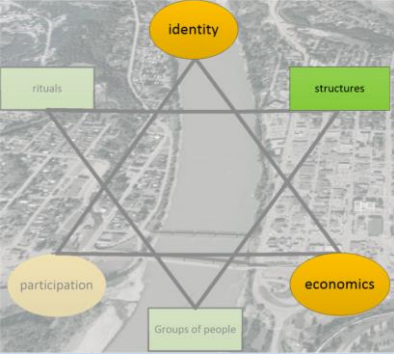 identity
rituals
structures
participation
economics
Groups of people